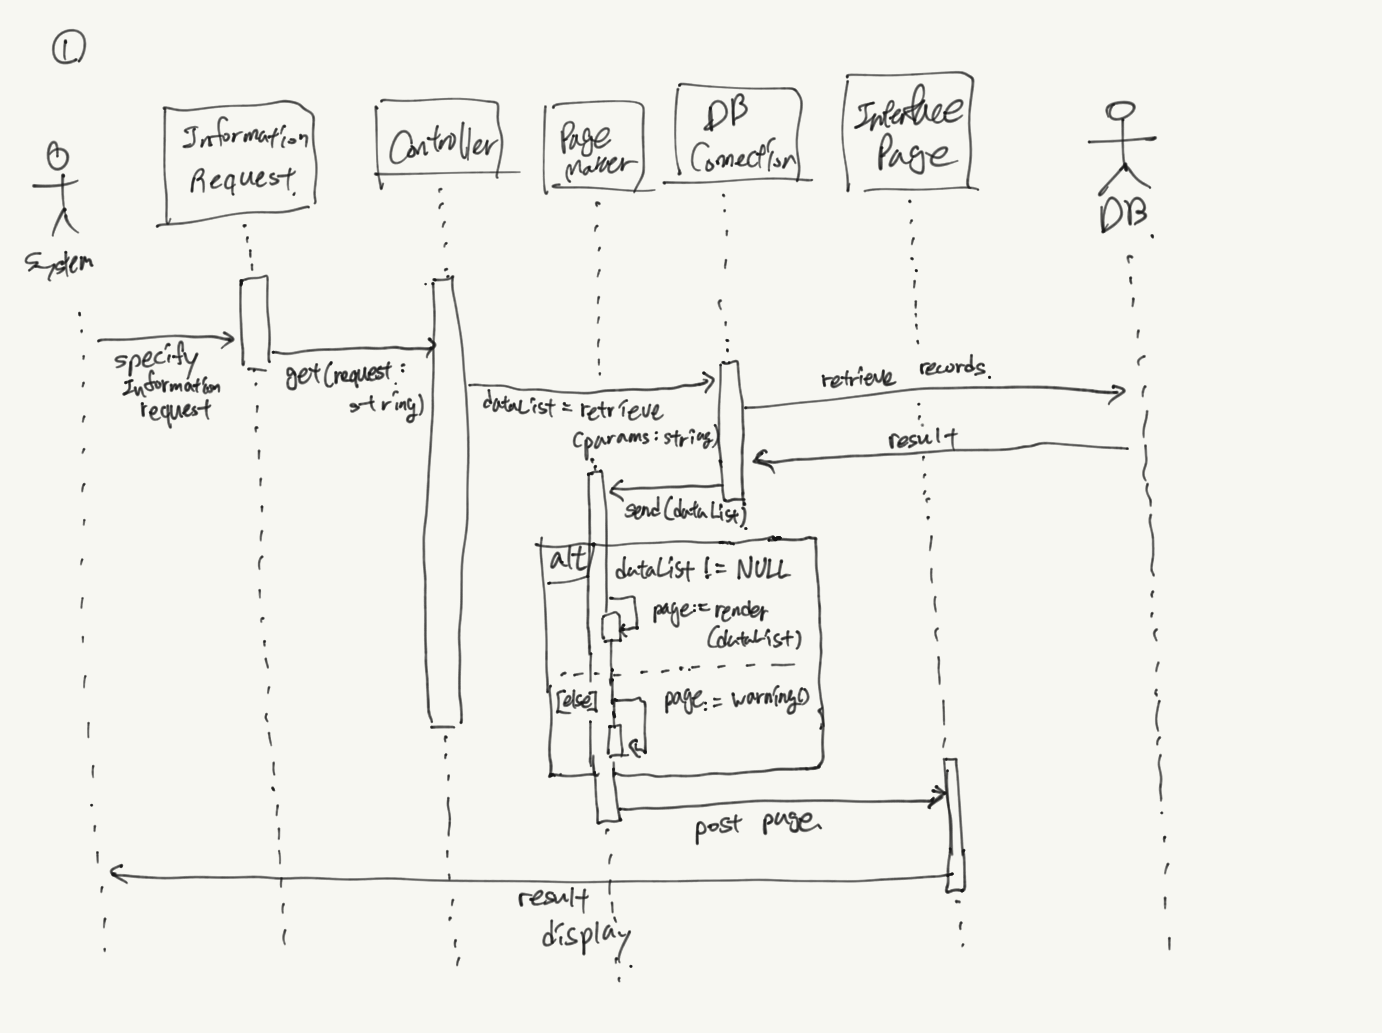 1
System
Information
Request.
Controller
Page
Maker
DB
Connection
Interface
Page
DB.
specify
Information
request
get(request:
string)
dataList = retrieve
(params: string)
retrieve records.
result
send(dataList)
alt
dataList != NULL
page:= render
(dataList)
[else]
page:= warning()
post page.
result
display.